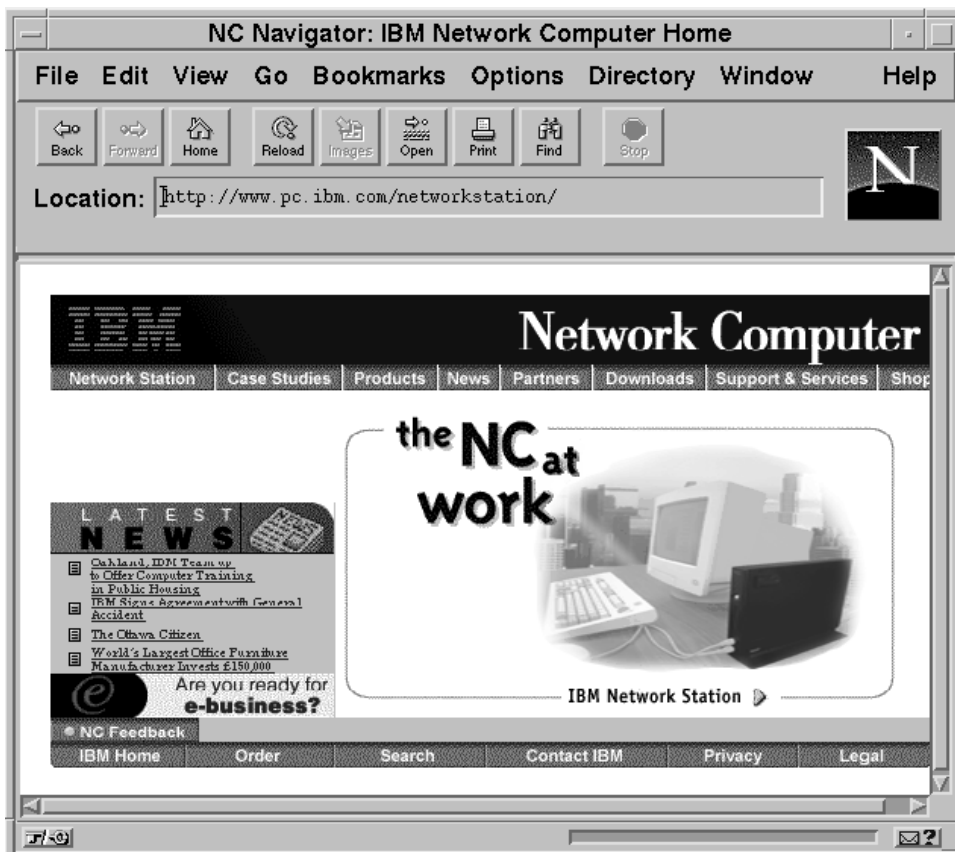 NC Navigator: IBM Network Computer Home
File Edit View Go Bookmarks Options Directory Window Help
Back Forward Home Reload Images Open Print Find Stop
N
Location: http://www.pc.ibm.com/networkstation/
IBM Network Computer
Network Station Case Studies Products News Partners Downloads Support & Services Shop
the NC at
work
LATEST
NEWS
Oakland, IBM Team up
to Offer Computer Training
in Public Housing
IBM Signs Agreement with General
Accident
The Ottawa Citizen
World's Largest Office Furniture
Manufacturer Invests £150,000
e Are you ready for
e-business?
IBM Network Station
NC Feedback
IBM Home Order Search Contact IBM Privacy Legal
?